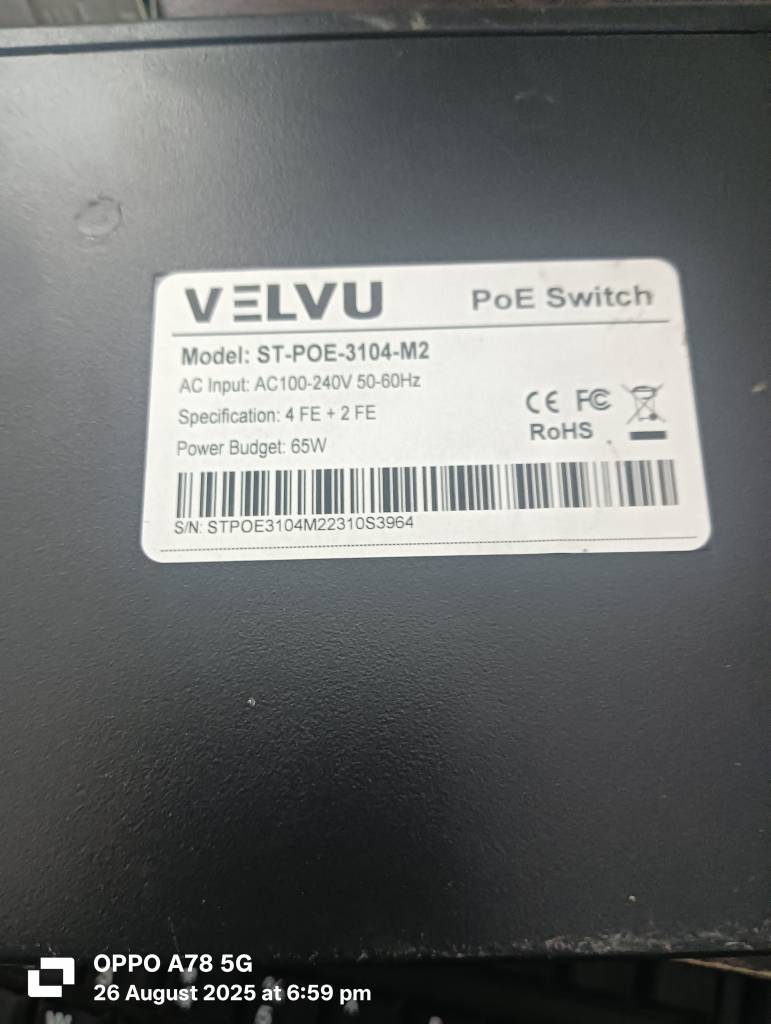 VELVU PoE Switch
Model: ST-POE-3104-M2
AC Input: AC100-240V 50-60Hz
Specification: 4 FE + 2 FE
Power Budget: 65W
CE FC
RoHS
S/N: STPOE3104M22310S3964
OPPO A78 5G
26 August 2025 at 6:59 pm